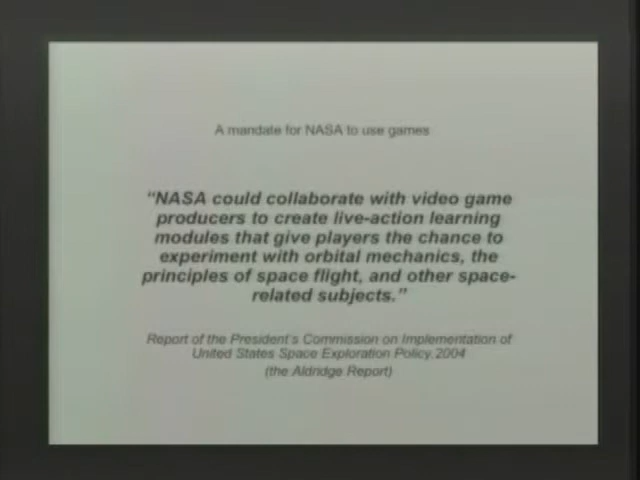 A mandate for NASA to use games
"NASA could collaborate with video game
producers to create live-action learning
modules that give players the chance to
experiment with orbital mechanics, the
principles of space flight, and other space-
related subjects."
Report of the President's Commission on Implementation of
United States Space Exploration Policy, 2004
(the Aldridge Report)